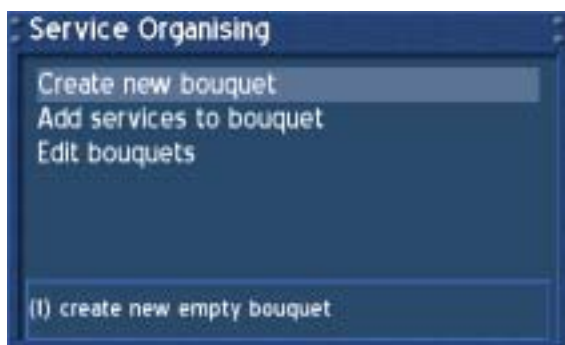 Service Organising
Create new bouquet
Add services to bouquet
Edit bouquets
(1) create new empty bouquet